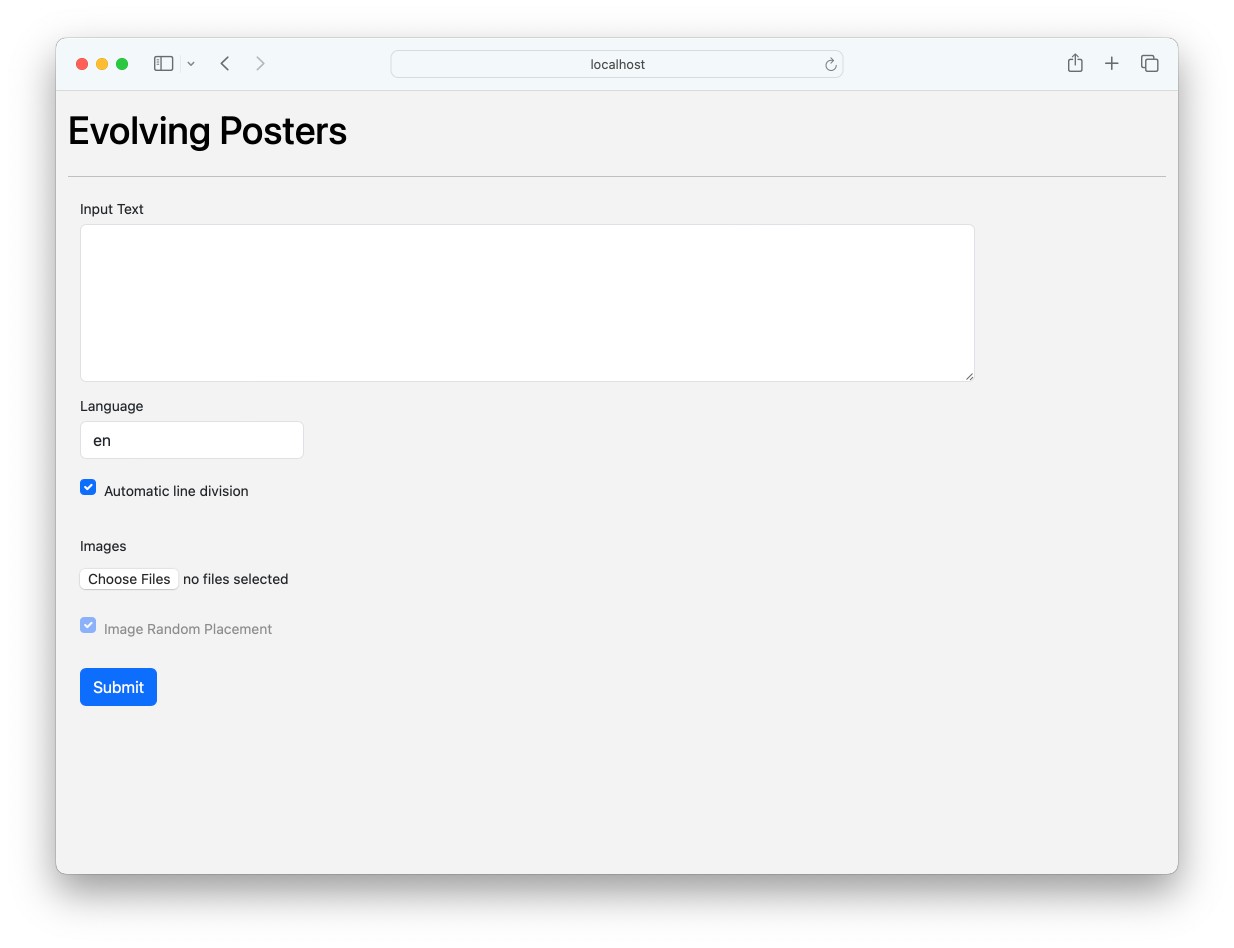 localhost
Evolving Posters
Input Text
Language
en
Automatic line division
Images
Choose Files no files selected
Image Random Placement
Submit